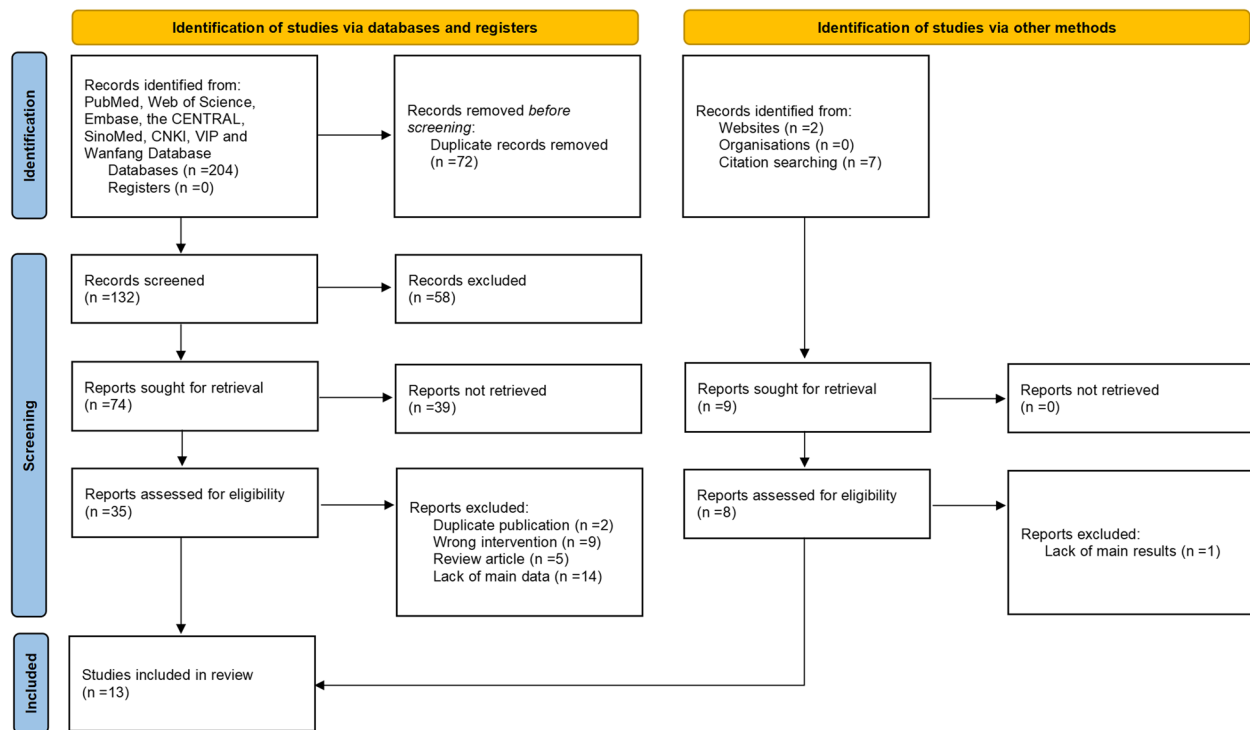 Identification of studies via databases and registers
Identification of studies via other methods
Identification
Records identified from:
PubMed, Web of Science,
Embase, the CENTRAL,
SinoMed, CNKI, VIP and
Wanfang Database
Databases (n =204)
Registers (n =0)
Records removed before
screening:
Duplicate records removed
(n =72)
Records identified from:
Websites (n =2)
Organisations (n =0)
Citation searching (n =7)
Screening
Records screened
(n =132)
Records excluded
(n =58)
Reports sought for retrieval
(n =74)
Reports not retrieved
(n =39)
Reports sought for retrieval
(n =9)
Reports not retrieved
(n =0)
Reports assessed for eligibility
(n =35)
Reports excluded:
Duplicate publication (n =2)
Wrong intervention (n =9)
Review article (n =5)
Lack of main data (n =14)
Reports assessed for eligibility
(n =8)
Reports excluded:
Lack of main results (n =1)
Included
Studies included in review
(n =13)